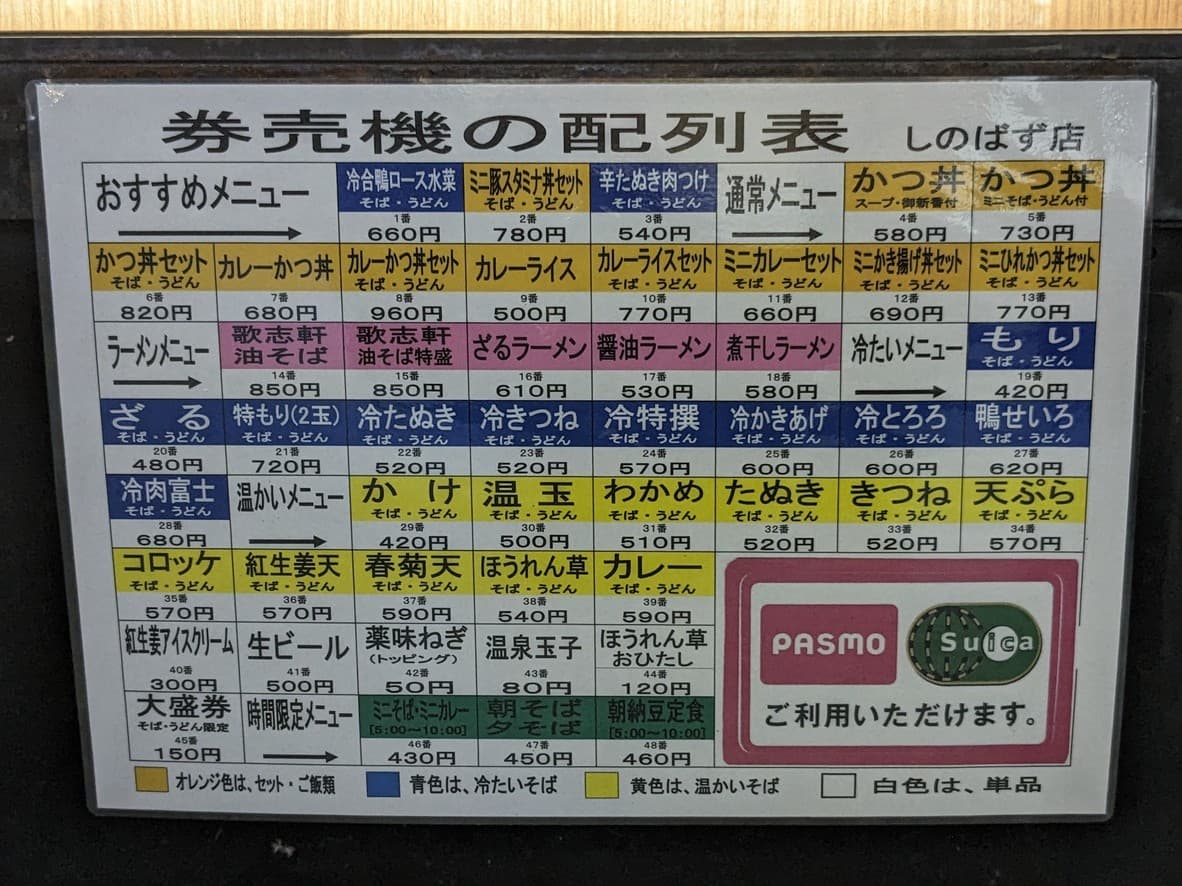 券売機の配列表 しのぱず店
おすすめメニュー
冷合鴨ロース水菜
そば・うどん
1番
660円
ミニ豚スタミナ丼セット
そば・うどん
2番
780円
辛たぬき肉つけ
そば・うどん
3番
540円
通常メニュー
かつ丼
スープ・御新香付
4番
580円
かつ丼
ミニそば・うどん付
5番
730円
かつ丼セット
そば・うどん
6番
820円
カレーかつ丼
7番
680円
カレーかつ丼セット
そば・うどん
8番
960円
カレーライス
9番
500円
カレーライスセット
そば・うどん
10番
770円
ミニカレーセット
そば・うどん
11番
660円
ミニかき揚げ丼セット
そば・うどん
12番
690円
ミニひれかつ丼セット
そば・うどん
13番
770円
ラーメンメニュー
歌志軒
油そば
14番
850円
歌志軒
油そば特盛
15番
850円
ざるラーメン
16番
610円
醤油ラーメン
17番
530円
煮干しラーメン
18番
580円
冷たいメニュー
もり
そば・うどん
19番
420円
ざる
そば・うどん
20番
480円
特もり(2玉)
そば・うどん
21番
720円
冷たぬき
そば・うどん
22番
520円
冷きつね
そば・うどん
23番
520円
冷特撰
そば・うどん
24番
570円
冷かきあげ
そば・うどん
25番
600円
冷とろろ
そば・うどん
26番
600円
鴨せいろ
そば・うどん
27番
620円
冷肉富士
そば・うどん
28番
680円
温かいメニュー
かけ
そば・うどん
29番
420円
温玉
そば・うどん
30番
500円
わかめ
そば・うどん
31番
510円
たぬき
そば・うどん
32番
520円
きつね
そば・うどん
33番
520円
天ぷら
そば・うどん
34番
570円
コロッケ
そば・うどん
35番
570円
紅生姜天
そば・うどん
36番
570円
春菊天
そば・うどん
37番
590円
ほうれん草
そば・うどん
38番
540円
カレー
そば・うどん
39番
590円
紅生姜アイスクリーム
40番
300円
生ビール
41番
500円
薬味ねぎ
(トッピング)
42番
50円
温泉玉子
43番
80円
ほうれん草
おひたし
44番
120円
大盛券
そば・うどん限定
45番
150円
時間限定メニュー
ミニそば・ミニカレー
[5:00〜10:00]
46番
430円
朝そば
夕そば
47番
450円
朝納豆定食
[5:00〜10:00]
48番
460円
PASMO Suica
ご利用いただけます。
オレンジ色は、セット・ご飯類 青色は、冷たいそば 黄色は、温かいそば 白色は、単品